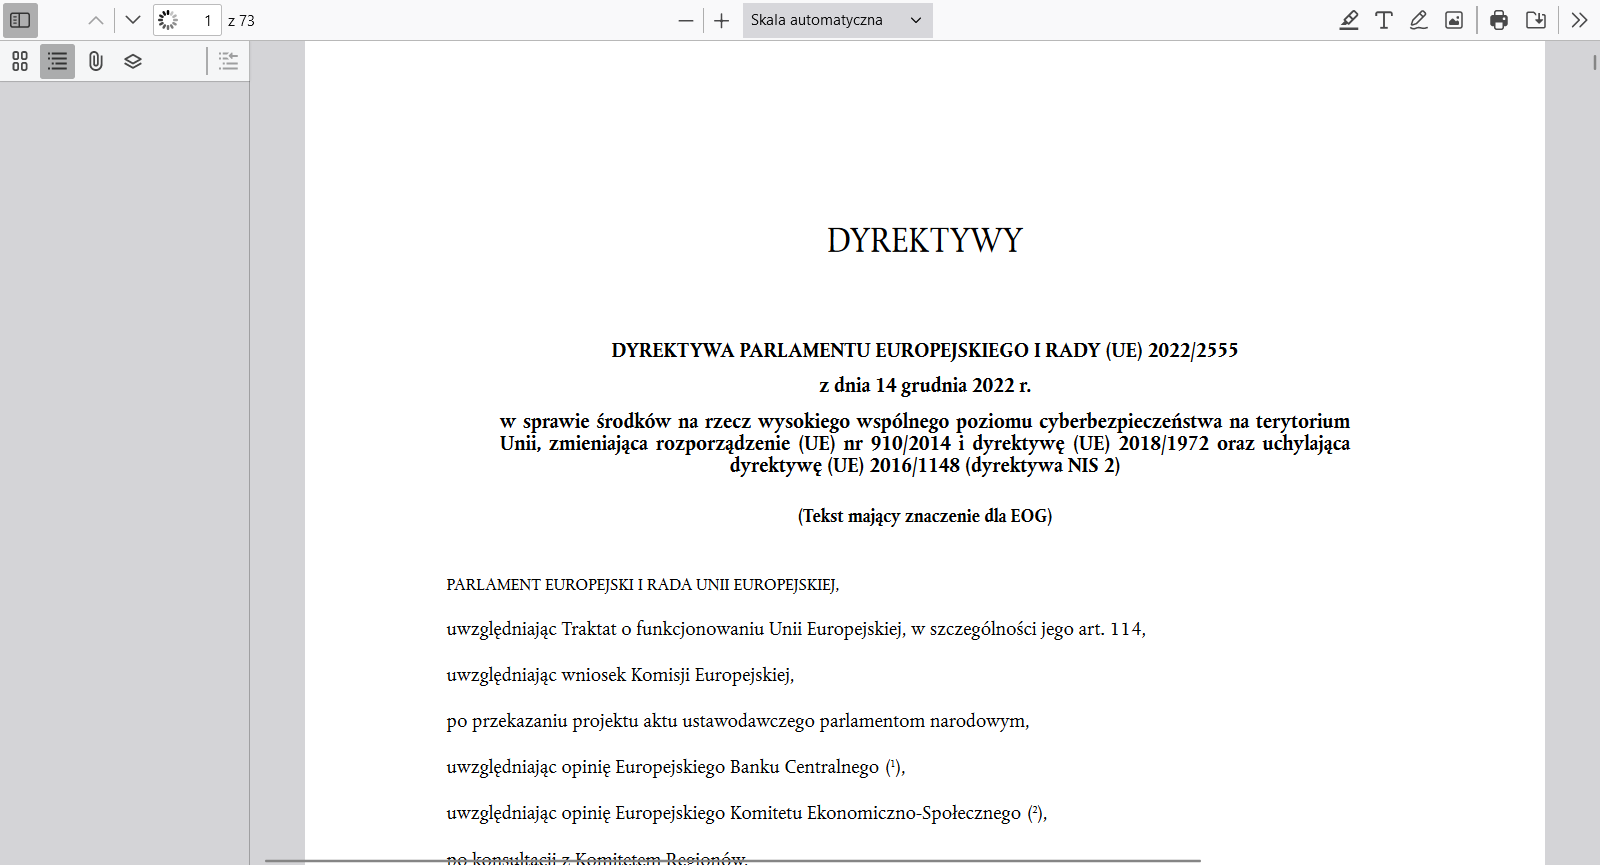 1
z 73
Skala automatyczna
DYREKTYWY
DYREKTYWA PARLAMENTU EUROPEJSKIEGO I RADY (UE) 2022/2555
z dnia 14 grudnia 2022 r.
w sprawie środków na rzecz wysokiego wspólnego poziomu cyberbezpieczeństwa na terytorium
Unii, zmieniająca rozporządzenie (UE) nr 910/2014 i dyrektywę (UE) 2018/1972 oraz uchylająca
dyrektywę (UE) 2016/1148 (dyrektywa NIS 2)
(Tekst mający znaczenie dla EOG)
PARLAMENT EUROPEJSKI I RADA UNII EUROPEJSKIEJ,
uwzględniając Traktat o funkcjonowaniu Unii Europejskiej, w szczególności jego art. 114,
uwzględniając wniosek Komisji Europejskiej,
po przekazaniu projektu aktu ustawodawczego parlamentom narodowym,
uwzględniając opinię Europejskiego Banku Centralnego (¹),
uwzględniając opinię Europejskiego Komitetu Ekonomiczno-Społecznego (²),
po konsultacji z Komitetem Regionów,